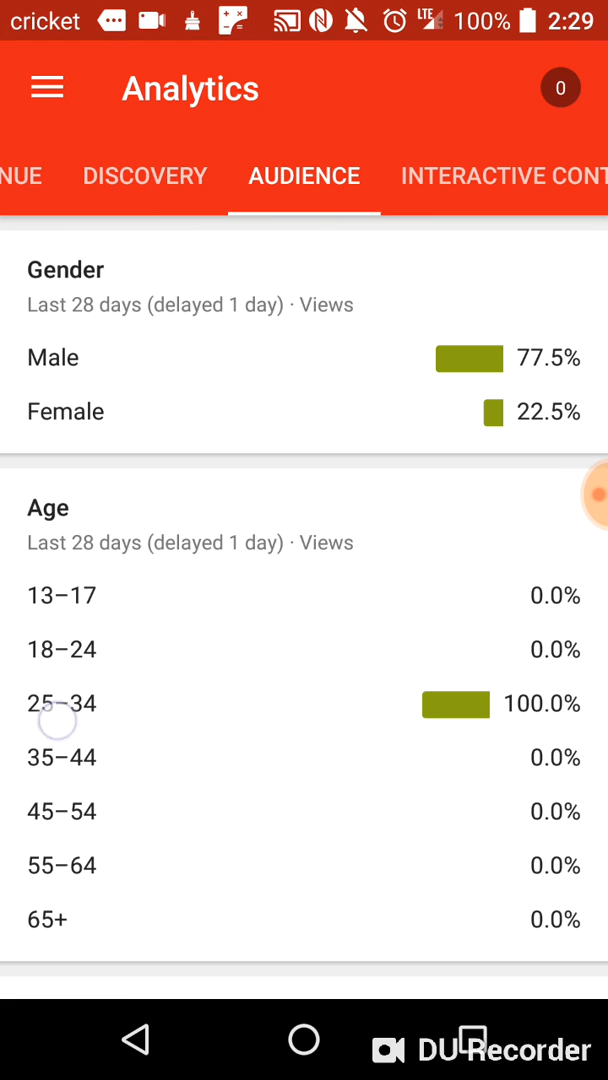 cricket LTE 100% 2:29
Analytics 0
NUE DISCOVERY AUDIENCE INTERACTIVE CONT
Gender
Last 28 days (delayed 1 day) · Views
Male 77.5%
Female 22.5%
Age
Last 28 days (delayed 1 day) · Views
13–17 0.0%
18–24 0.0%
25–34 100.0%
35–44 0.0%
45–54 0.0%
55–64 0.0%
65+ 0.0%
DU Recorder